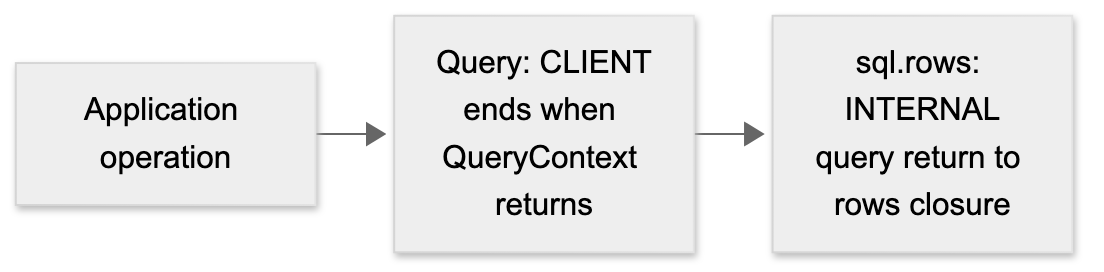 Application
operation
Query: CLIENT
ends when
QueryContext
returns
sql.rows:
INTERNAL
query return to
rows closure